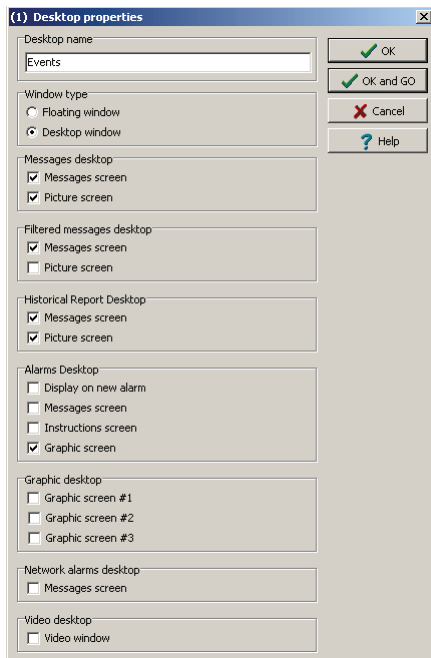 (1) Desktop properties
Desktop name
Events
OK
OK and GO
Cancel
Help
Window type
Floating window
Desktop window
Messages desktop
Messages screen
Picture screen
Filtered messages desktop
Messages screen
Picture screen
Historical Report Desktop
Messages screen
Picture screen
Alarms Desktop
Display on new alarm
Messages screen
Instructions screen
Graphic screen
Graphic desktop
Graphic screen #1
Graphic screen #2
Graphic screen #3
Network alarms desktop
Messages screen
Video desktop
Video window